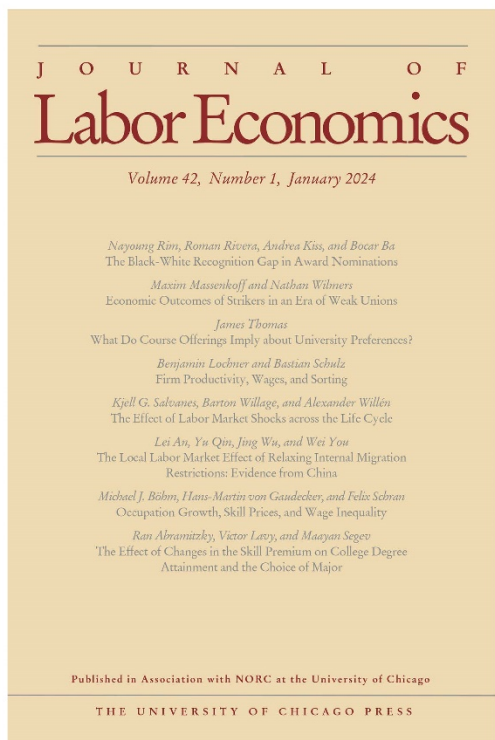 JOURNAL OF
Labor Economics
Volume 42, Number 1, January 2024
Nayoung Rim, Roman Rivera, Andrea Kiss, and Bocar Ba
The Black-White Recognition Gap in Award Nominations
Maxim Massenkoff and Nathan Wilmers
Economic Outcomes of Strikers in an Era of Weak Unions
James Thomas
What Do Course Offerings Imply about University Preferences?
Benjamin Lochner and Bastian Schulz
Firm Productivity, Wages, and Sorting
Kjell G. Salvanes, Barton Willage, and Alexander Willén
The Effect of Labor Market Shocks across the Life Cycle
Lei An, Yu Qin, Jing Wu, and Wei You
The Local Labor Market Effect of Relaxing Internal Migration
Restrictions: Evidence from China
Michael J. Böhm, Hans-Martin von Gaudecker, and Felix Schran
Occupation Growth, Skill Prices, and Wage Inequality
Ran Abramitzky, Victor Lavy, and Maayan Segev
The Effect of Changes in the Skill Premium on College Degree
Attainment and the Choice of Major
Published in Association with NORC at the University of Chicago
THE UNIVERSITY OF CHICAGO PRESS